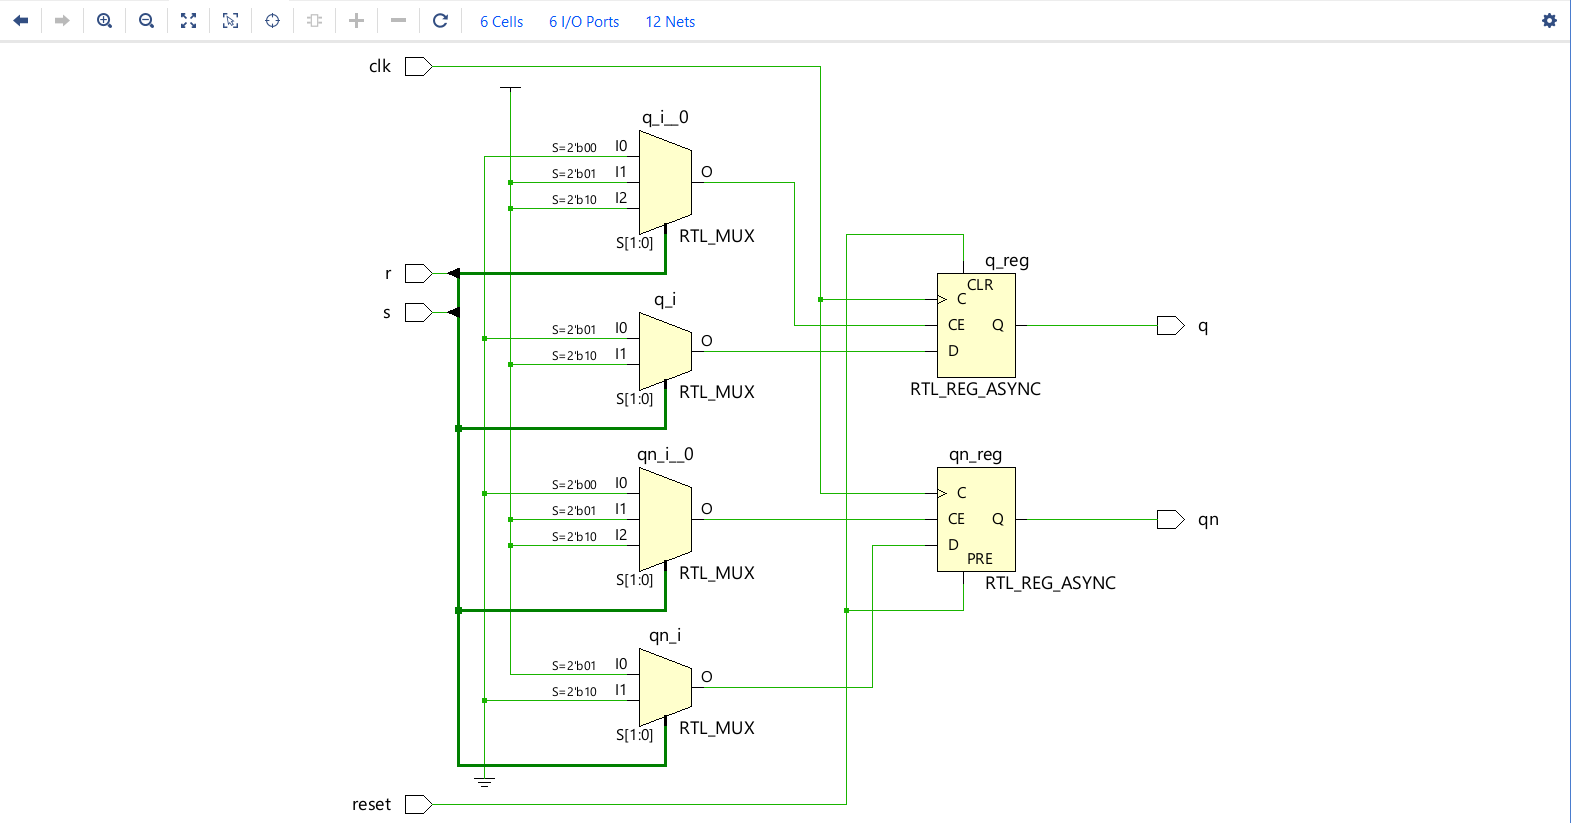 6 Cells 6 I/O Ports 12 Nets
clk
q_i__0
S=2'b00 I0
S=2'b01 I1 O
S=2'b10 I2
S[1:0] RTL_MUX
r
s
q_i
S=2'b01 I0
S=2'b10 I1 O
S[1:0] RTL_MUX
q_reg
CLR
C
CE Q
D
RTL_REG_ASYNC
q
qn_i__0
S=2'b00 I0
S=2'b01 I1 O
S=2'b10 I2
S[1:0] RTL_MUX
qn_reg
C
CE Q
D
PRE
RTL_REG_ASYNC
qn
qn_i
S=2'b01 I0
S=2'b10 I1 O
S[1:0] RTL_MUX
reset